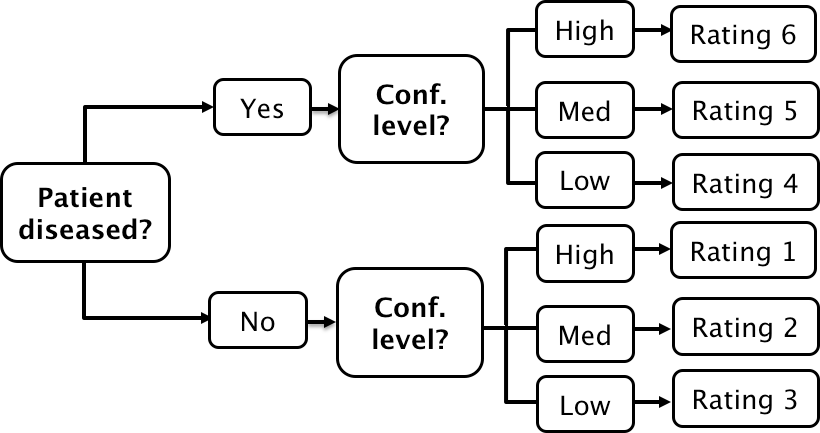 Patient
diseased?
Yes
Conf.
level?
High
Rating 6
Med
Rating 5
Low
Rating 4
No
Conf.
level?
High
Rating 1
Med
Rating 2
Low
Rating 3